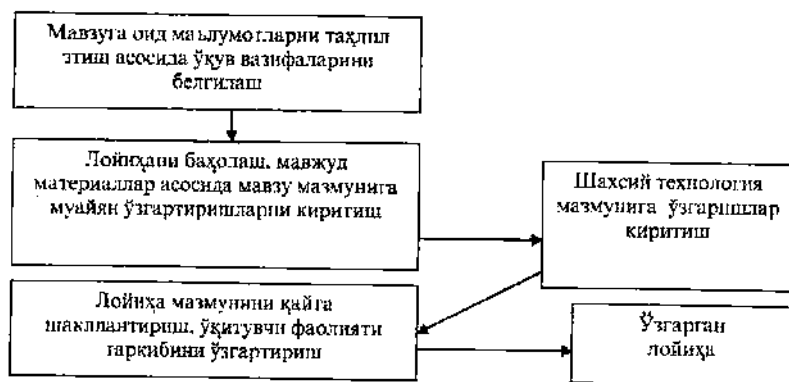 Мавзуга оид маълумотларни таҳлил
этиш асосида ўқув вазифаларини
белгилаш
Лойиҳани баҳолаш, мавжуд
материаллар асосида мавзу мазмунига
муайян ўзгартиришларни киритиш
Шахсий технология
мазмунига ўзгаришлар
киритиш
Лойиҳа мазмунини қайта
шакллантириш, ўқитувчи фаолияти
таркибини ўзгартириш
Ўзгарган
лойиҳа